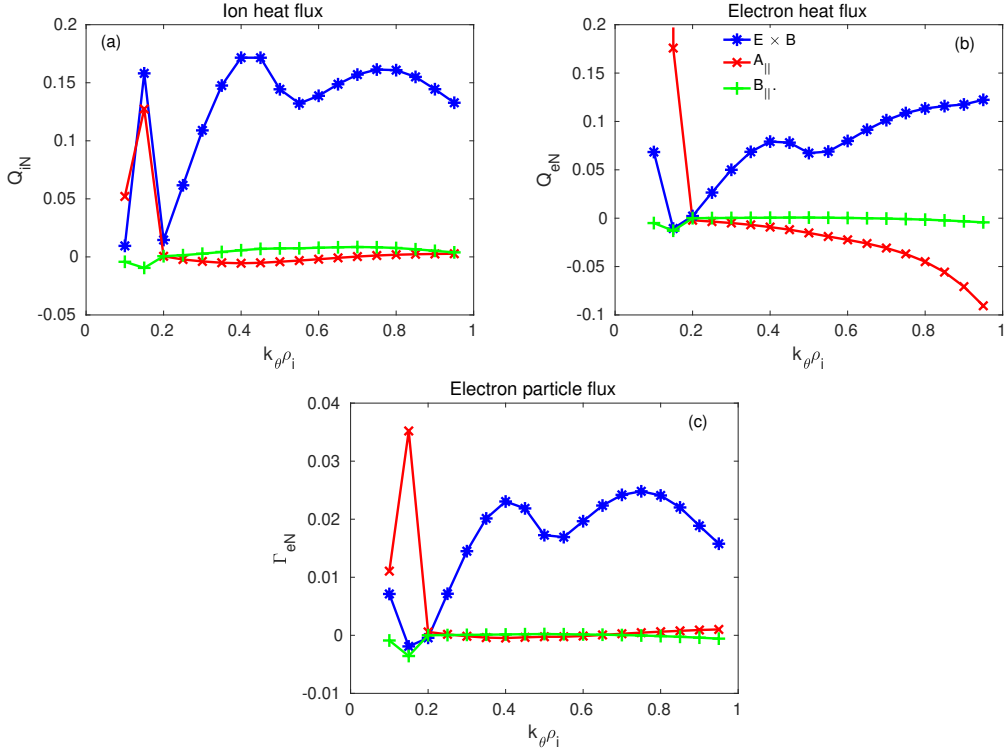 Ion heat flux
(a)
0.2
0.15
0.1
0.05
0
-0.05
Q_iN
0 0.2 0.4 0.6 0.8 1
k_θρ_i
Electron heat flux
(b)
E × B
A_||
B_||.
0.2
0.15
0.1
0.05
0
-0.05
-0.1
Q_eN
0 0.2 0.4 0.6 0.8 1
k_θρ_i
Electron particle flux
(c)
0.04
0.03
0.02
0.01
0
-0.01
Γ_eN
0 0.2 0.4 0.6 0.8 1
k_θρ_i